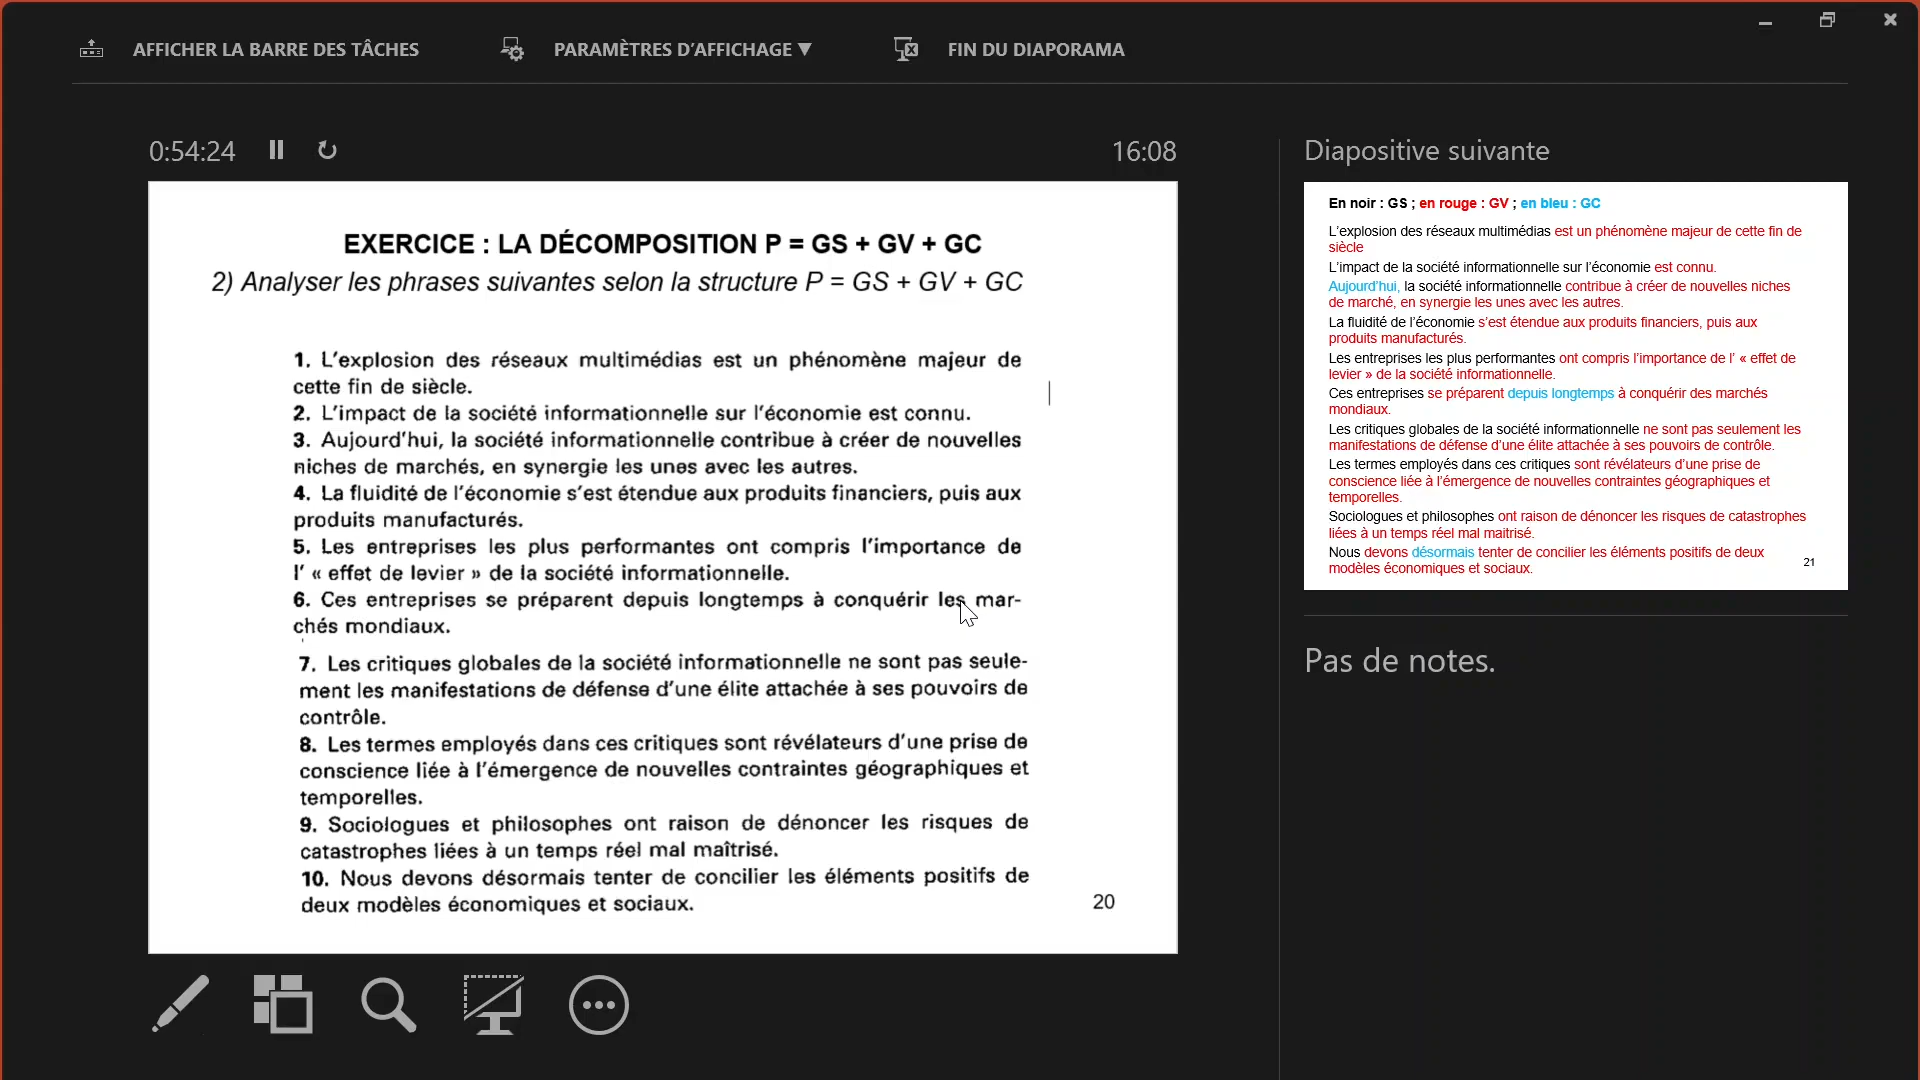 AFFICHER LA BARRE DES TÂCHES
PARAMÈTRES D'AFFICHAGE ▼
FIN DU DIAPORAMA
0:54:24
16:08
EXERCICE : LA DÉCOMPOSITION P = GS + GV + GC
2) Analyser les phrases suivantes selon la structure P = GS + GV + GC
1. L'explosion des réseaux multimédias est un phénomène majeur de
cette fin de siècle.
2. L'impact de la société informationnelle sur l'économie est connu.
3. Aujourd'hui, la société informationnelle contribue à créer de nouvelles
niches de marchés, en synergie les unes avec les autres.
4. La fluidité de l'économie s'est étendue aux produits financiers, puis aux
produits manufacturés.
5. Les entreprises les plus performantes ont compris l'importance de
l' « effet de levier » de la société informationnelle.
6. Ces entreprises se préparent depuis longtemps à conquérir les mar-
chés mondiaux.
7. Les critiques globales de la société informationnelle ne sont pas seule-
ment les manifestations de défense d'une élite attachée à ses pouvoirs de
contrôle.
8. Les termes employés dans ces critiques sont révélateurs d'une prise de
conscience liée à l'émergence de nouvelles contraintes géographiques et
temporelles.
9. Sociologues et philosophes ont raison de dénoncer les risques de
catastrophes liées à un temps réel mal maîtrisé.
10. Nous devons désormais tenter de concilier les éléments positifs de
deux modèles économiques et sociaux.
20
Diapositive suivante
En noir : GS ; en rouge : GV ; en bleu : GC
L'explosion des réseaux multimédias est un phénomène majeur de cette fin de
siècle
L'impact de la société informationnelle sur l'économie est connu.
Aujourd'hui, la société informationnelle contribue à créer de nouvelles niches
de marché, en synergie les unes avec les autres.
La fluidité de l'économie s'est étendue aux produits financiers, puis aux
produits manufacturés.
Les entreprises les plus performantes ont compris l'importance de l' « effet de
levier » de la société informationnelle.
Ces entreprises se préparent depuis longtemps à conquérir des marchés
mondiaux.
Les critiques globales de la société informationnelle ne sont pas seulement les
manifestations de défense d'une élite attachée à ses pouvoirs de contrôle.
Les termes employés dans ces critiques sont révélateurs d'une prise de
conscience liée à l'émergence de nouvelles contraintes géographiques et
temporelles.
Sociologues et philosophes ont raison de dénoncer les risques de catastrophes
liées à un temps réel mal maitrisé.
Nous devons désormais tenter de concilier les éléments positifs de deux
modèles économiques et sociaux.
21
Pas de notes.